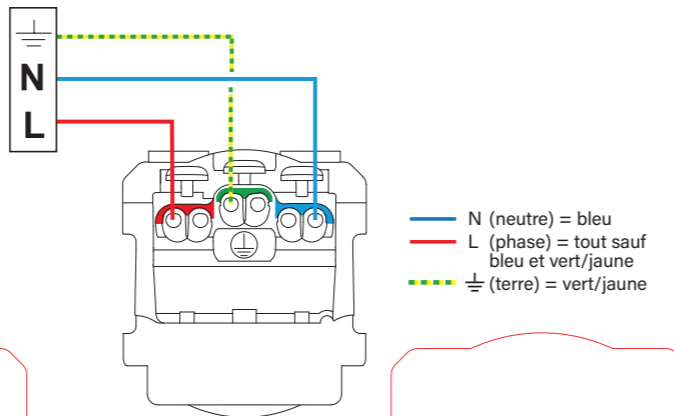 N
L
N (neutre) = bleu
L (phase) = tout sauf
bleu et vert/jaune
⏚ (terre) = vert/jaune